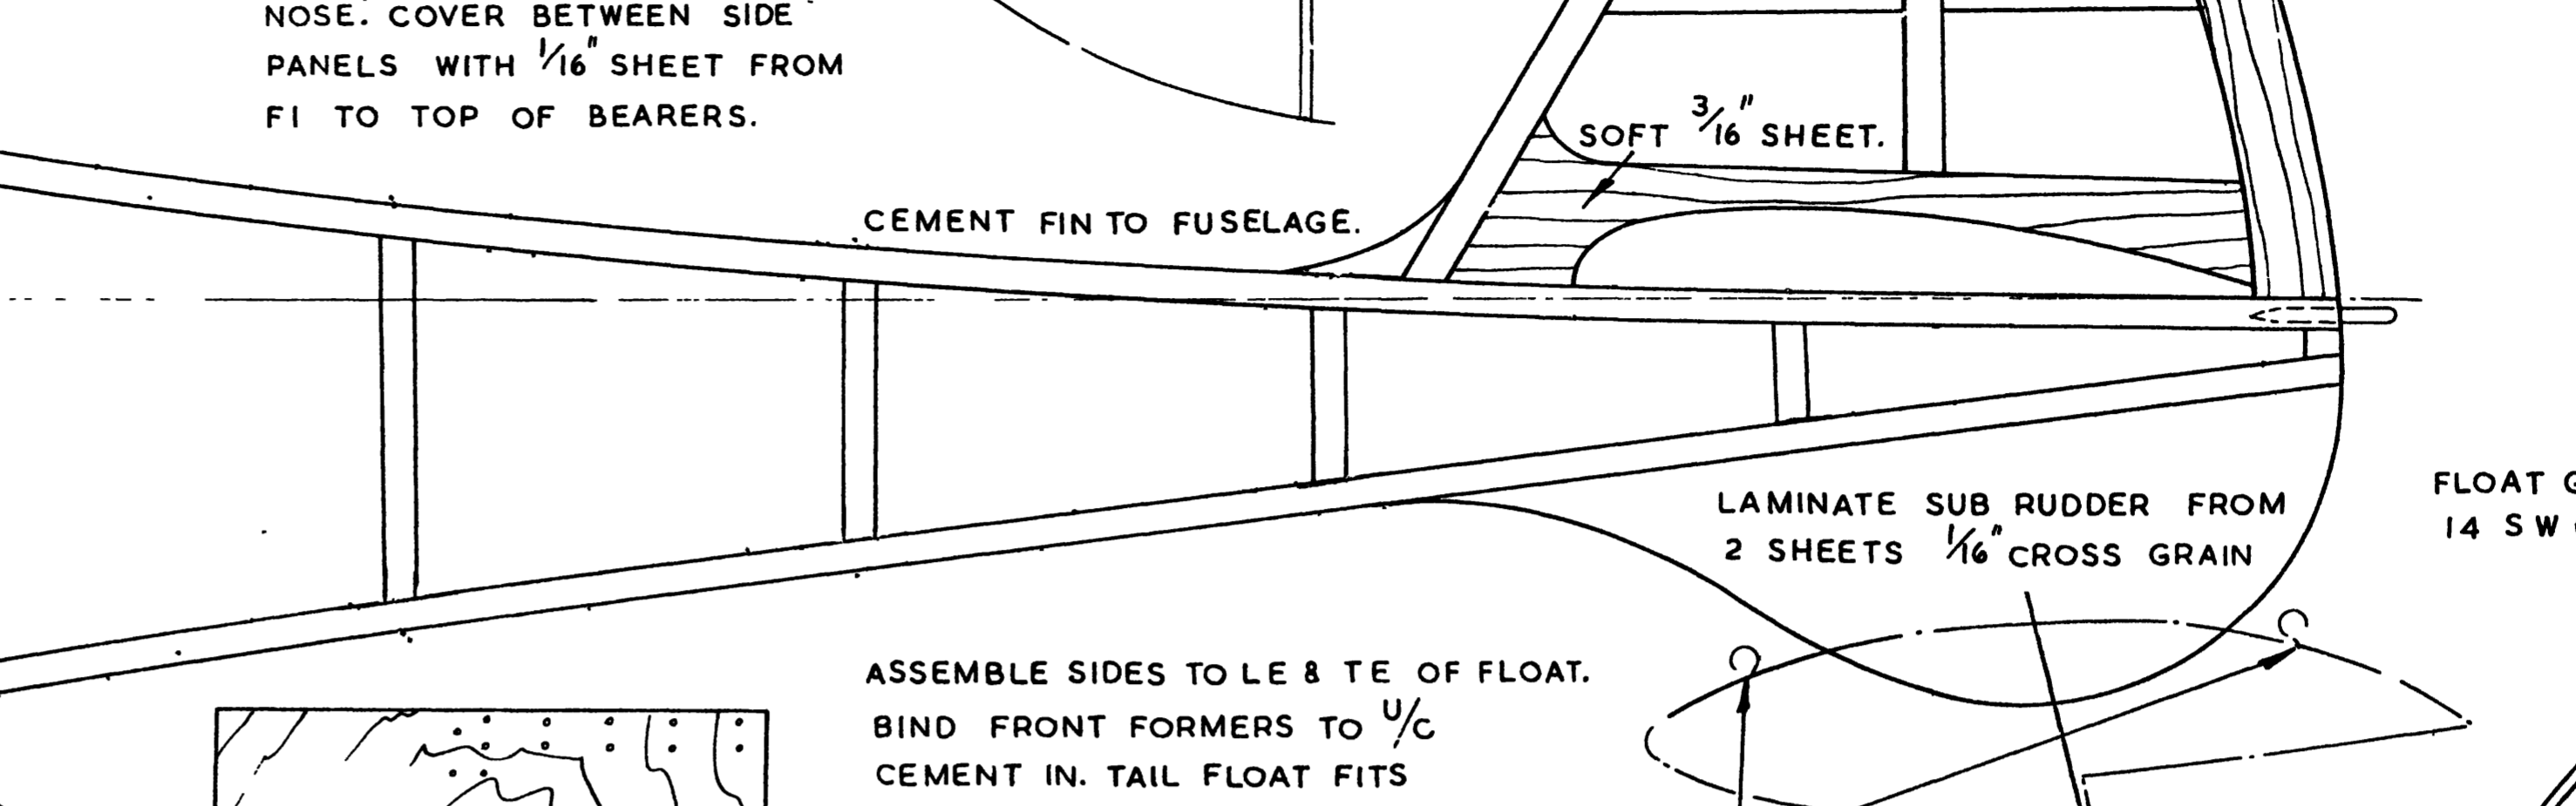 NOSE. COVER BETWEEN SIDE
PANELS WITH 1/16" SHEET FROM
F1 TO TOP OF BEARERS.
SOFT 3/16" SHEET.
CEMENT FIN TO FUSELAGE.
LAMINATE SUB RUDDER FROM
2 SHEETS 1/16" CROSS GRAIN
FLOAT
14 SW
ASSEMBLE SIDES TO LE & TE OF FLOAT.
BIND FRONT FORMERS TO U/C
CEMENT IN. TAIL FLOAT FITS